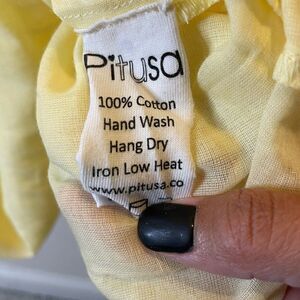 Pitusa
100% Cotton
Hand Wash
Hang Dry
Iron Low Heat
www.pitusa.co